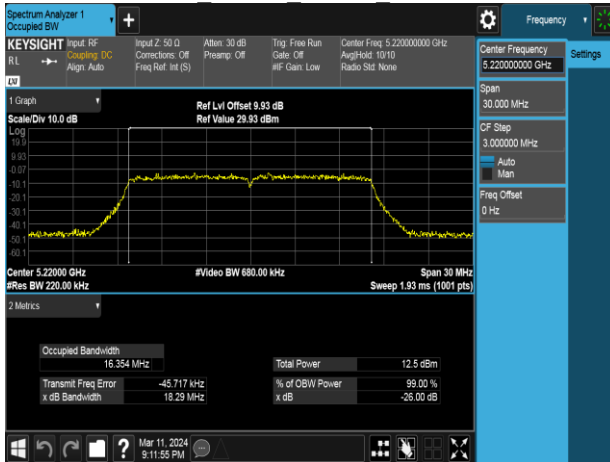 Spectrum Analyzer 1
Occupied BW
Frequency
KEYSIGHT
RL
LXI
Input: RF
Coupling: DC
Align: Auto
Input Z: 50 Ω
Corrections: Off
Freq Ref: Int (S)
Atten: 30 dB
Preamp: Off
Trig: Free Run
Gate: Off
#IF Gain: Low
Center Freq: 5.220000000 GHz
Avg|Hold: 10/10
Radio Std: None
Center Frequency
5.220000000 GHz
Settings
Span
30.000 MHz
CF Step
3.000000 MHz
Auto
Man
Freq Offset
0 Hz
1 Graph
Scale/Div 10.0 dB
Ref Lvl Offset 9.93 dB
Ref Value 29.93 dBm
Log
19.9
9.93
-0.07
-10.1
-20.1
-30.1
-40.1
-50.1
-60.1
Center 5.22000 GHz
#Res BW 220.00 kHz
#Video BW 680.00 kHz
Span 30 MHz
Sweep 1.93 ms (1001 pts)
2 Metrics
Occupied Bandwidth
16.354 MHz
Total Power 12.5 dBm
Transmit Freq Error -45.717 kHz
% of OBW Power 99.00 %
x dB Bandwidth 18.29 MHz
x dB -26.00 dB
?
Mar 11, 2024
9:11:55 PM